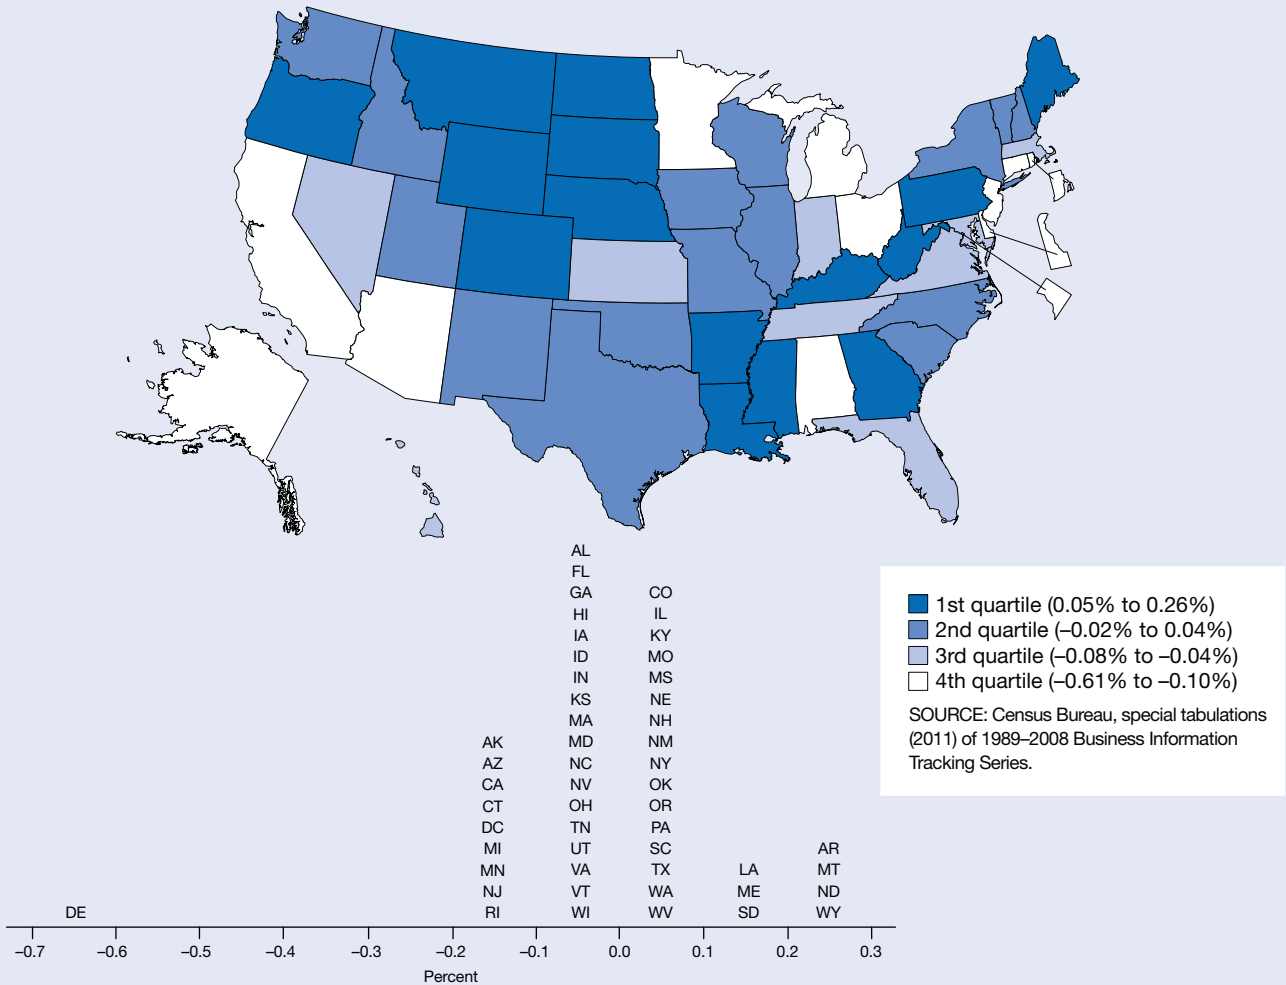 AL
FL
GA CO
HI IL
IA KY
ID MO
IN MS
KS NE
MA NH
AK MD NM
AZ NC NY
CA NV OK
CT OH OR
DC TN PA
MI UT SC AR
MN VA TX LA MT
NJ VT WA ME ND
DE RI WI WV SD WY
–0.7 –0.6 –0.5 –0.4 –0.3 –0.2 –0.1 0.0 0.1 0.2 0.3
Percent
1st quartile (0.05% to 0.26%)
2nd quartile (–0.02% to 0.04%)
3rd quartile (–0.08% to –0.04%)
4th quartile (–0.61% to –0.10%)
SOURCE: Census Bureau, special tabulations
(2011) of 1989–2008 Business Information
Tracking Series.